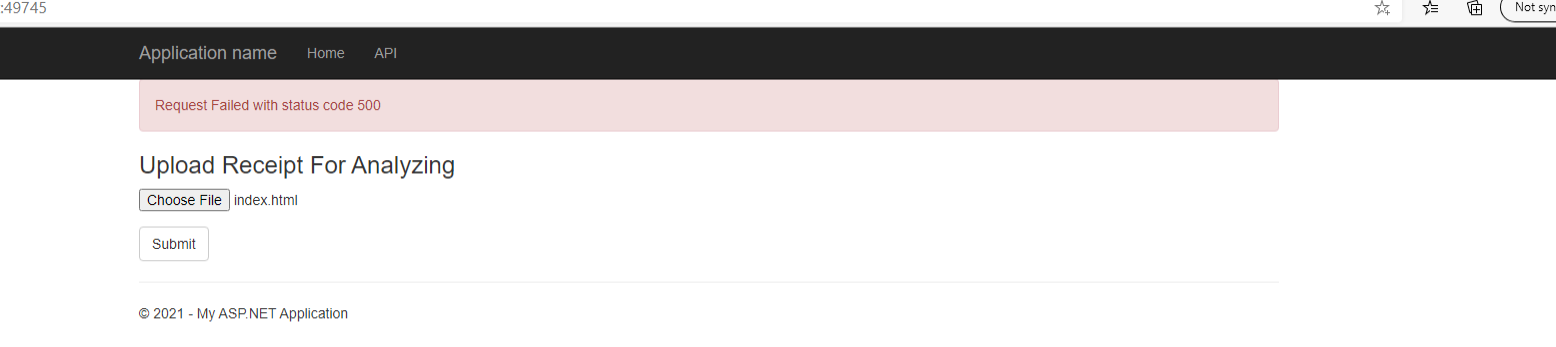 :49745
Not syn
Application name Home API
Request Failed with status code 500
Upload Receipt For Analyzing
Choose File index.html
Submit
© 2021 - My ASP.NET Application